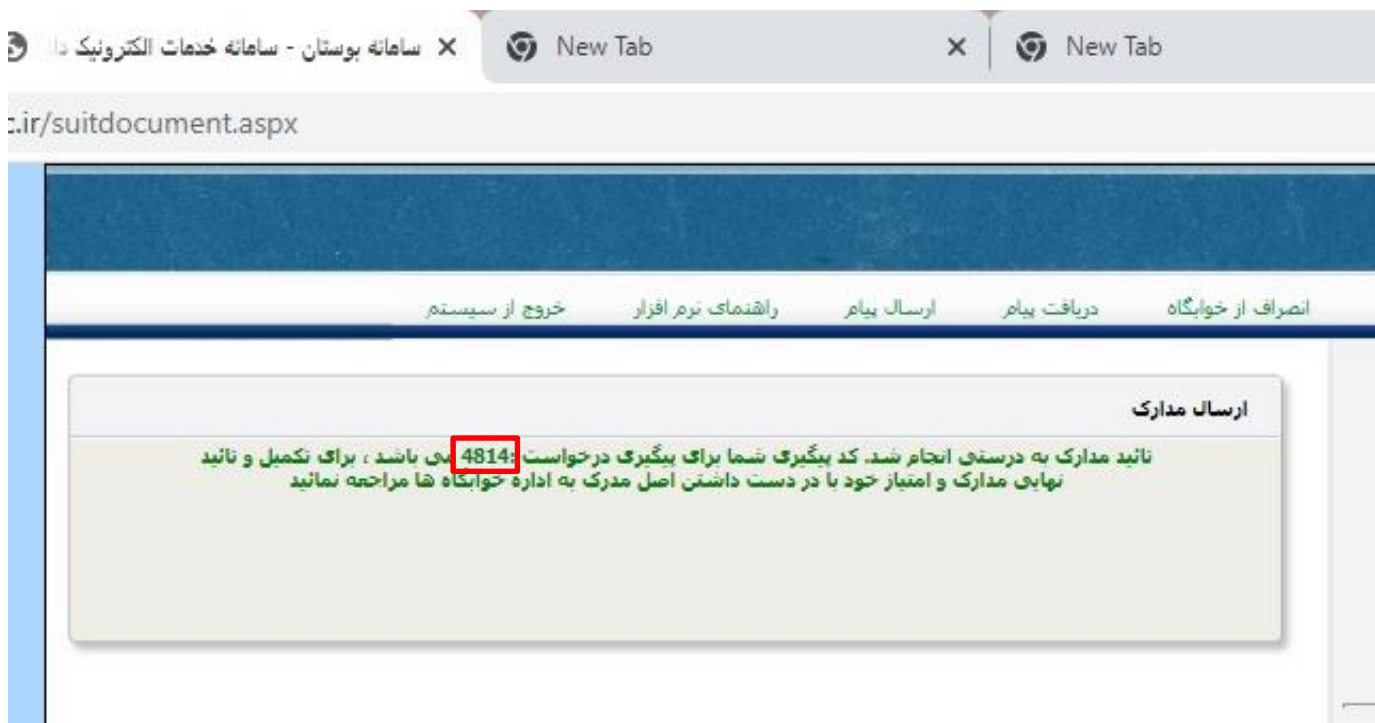 سامانه بوستان - سامانه خدمات الکترونیک دا
New Tab
New Tab
c.ir/suitdocument.aspx
انصراف از خوابگاه دریافت پیام ارسال پیام راهنمای نرم افزار خروج از سیستم
ارسال مدارک
تائید مدارک به درستی انجام شد. کد پیگیری شما برای پیگیری درخواست :4814 می باشد ، برای تکمیل و تائید
نهایی مدارک و امتیاز خود با در دست داشتن اصل مدرک به اداره خوابگاه ها مراجعه نمائید